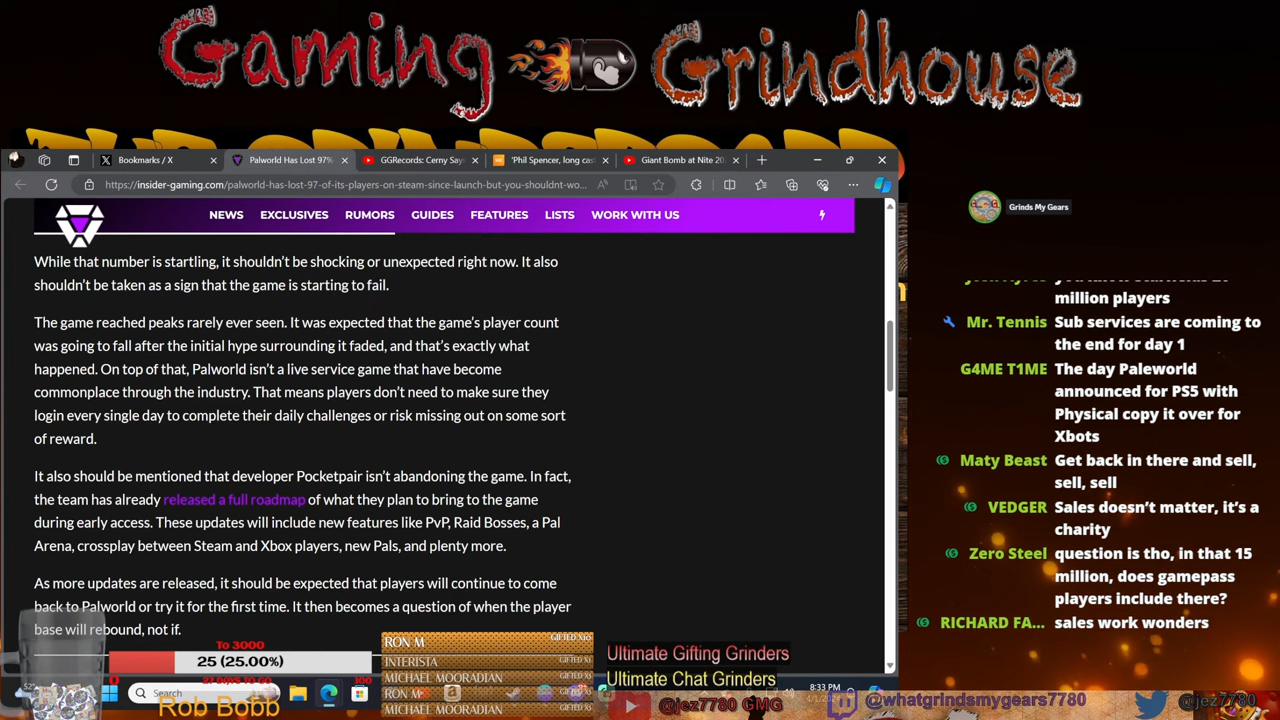 Gaming Grindhouse
Bookmarks / X
Palworld Has Lost 97%
GGRecords: Cerny Say
'Phil Spencer, long cas
Giant Bomb at Nite 20
https://insider-gaming.com/palworld-has-lost-97-of-its-players-on-steam-since-launch-but-you-shouldnt-wo...
NEWS EXCLUSIVES RUMORS GUIDES FEATURES LISTS WORK WITH US
While that number is startling, it shouldn't be shocking or unexpected right now. It also
shouldn't be taken as a sign that the game is starting to fail.
The game reached peaks rarely ever seen. It was expected that the game's player count
was going to fall after the initial hype surrounding it faded, and that's exactly what
happened. On top of that, Palworld isn't a live service game that have become
commonplace through the industry. That means players don't need to make sure they
login every single day to complete their daily challenges or risk missing out on some sort
of reward.
It also should be mentioned that developer Pocketpair isn't abandoning the game. In fact,
the team has already released a full roadmap of what they plan to bring to the game
during early access. These updates will include new features like PvP, Raid Bosses, a Pal
Arena, crossplay between Steam and Xbox players, new Pals, and plenty more.
As more updates are released, it should be expected that players will continue to come
back to Palworld or try it for the first time. It then becomes a question of when the player
base will rebound, not if.
To 3000
25 (25.00%)
27 DAYS TO GO
300
Search
Rob Bobb
RON M GIFTED X10
INTERISTA GIFTED X1
MICHAEL MOORADIAN GIFTED X1
RON M GIFTED X5
MICHAEL MOORADIAN GIFTED X5
Ultimate Gifting Grinders
Ultimate Chat Grinders
8:33 PM
@jez7780 GMG
@whatgrindsmygears7780
@jez7780
Grinds My Gears
million players
Mr. Tennis Sub services are coming to
the end for day 1
G4ME T1ME The day Paleworld
announced for PS5 with
Physical copy it over for
Xbots
Maty Beast Get back in there and sell,
sell, sell
VEDGER Sales doesn't matter, it's a
charity
Zero Steel question is tho, in that 15
million, does gamepass
players include there?
RICHARD FA... sales work wonders